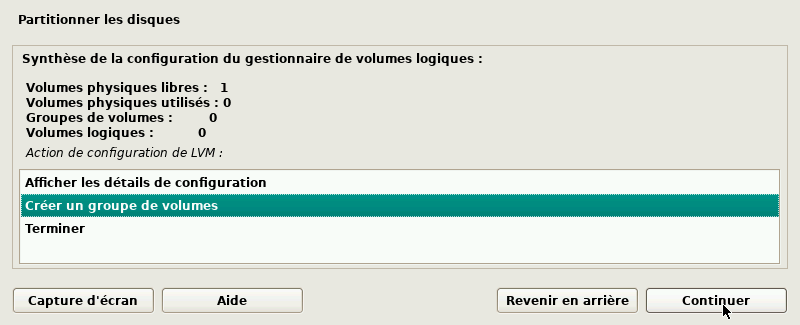 Partitionner les disques
Synthèse de la configuration du gestionnaire de volumes logiques :
Volumes physiques libres : 1
Volumes physiques utilisés : 0
Groupes de volumes : 0
Volumes logiques : 0
Action de configuration de LVM :
Afficher les détails de configuration
Créer un groupe de volumes
Terminer
Capture d'écran Aide Revenir en arrière Continuer